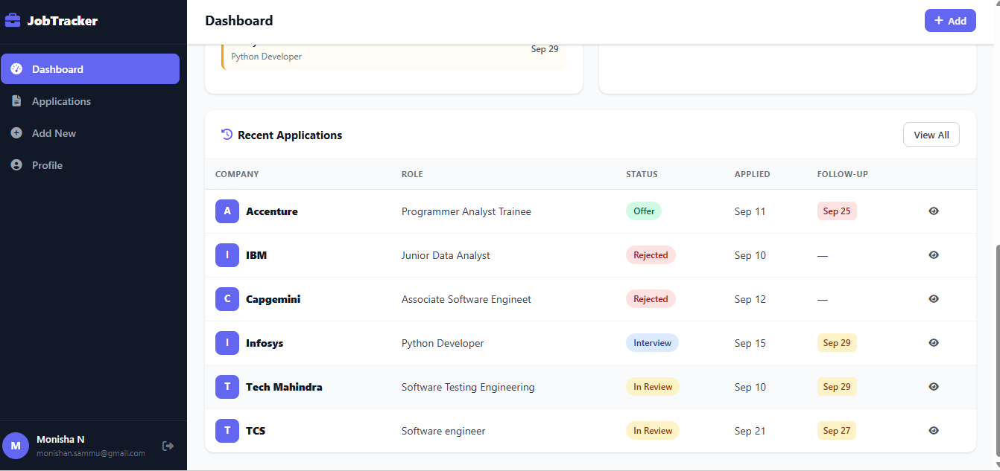 JobTracker
Dashboard
Add
Dashboard
Applications
Add New
Profile
Python Developer
Sep 29
Recent Applications
View All
COMPANY ROLE STATUS APPLIED FOLLOW-UP
A Accenture Programmer Analyst Trainee Offer Sep 11 Sep 25
I IBM Junior Data Analyst Rejected Sep 10 —
C Capgemini Associate Software Engineet Rejected Sep 12 —
I Infosys Python Developer Interview Sep 15 Sep 29
T Tech Mahindra Software Testing Engineering In Review Sep 10 Sep 29
T TCS Software engineer In Review Sep 21 Sep 27
M Monisha N
monishan.sammu@gmail.com